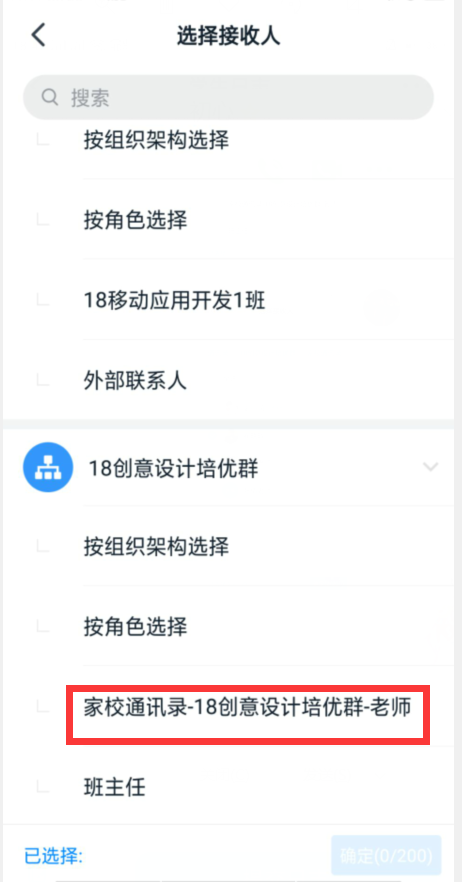 选择接收人
搜索
按组织架构选择
按角色选择
18移动应用开发1班
外部联系人
18创意设计培优群
按组织架构选择
按角色选择
家校通讯录-18创意设计培优群-老师
班主任
已选择: 确定(0/200)